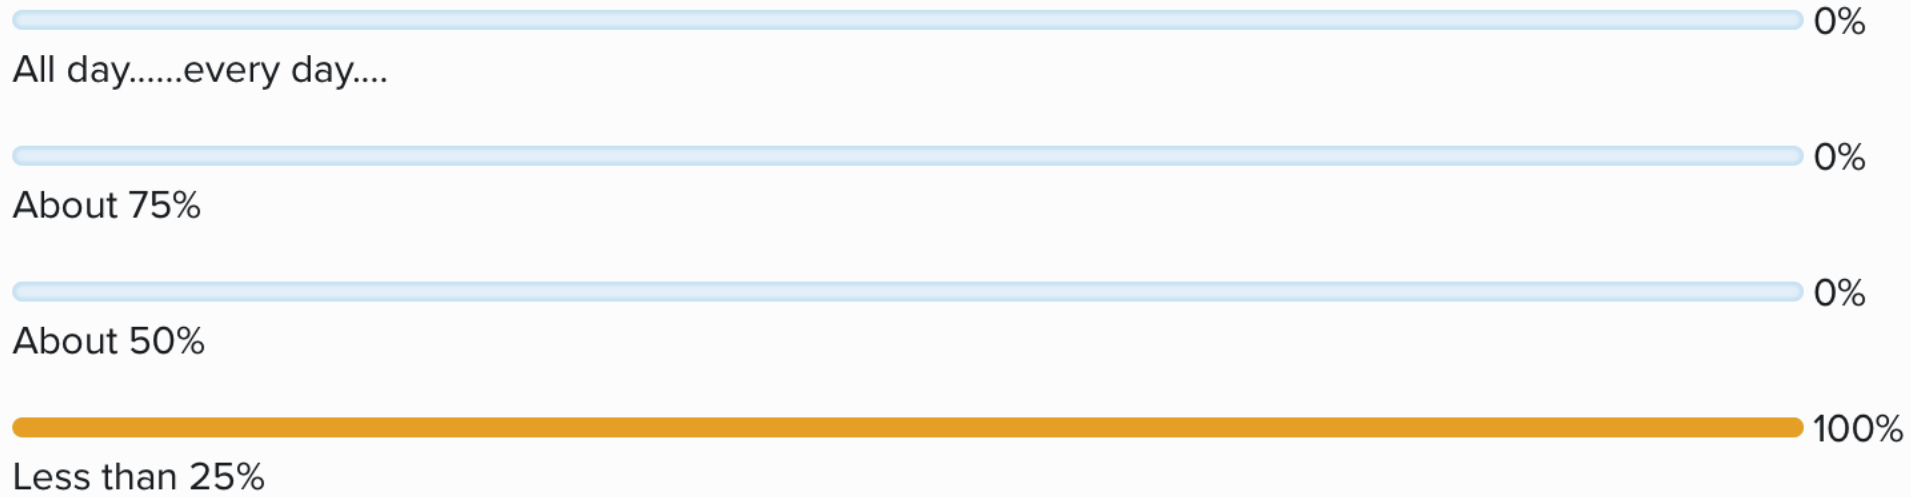 0%
All day......every day....
0%
About 75%
0%
About 50%
100%
Less than 25%